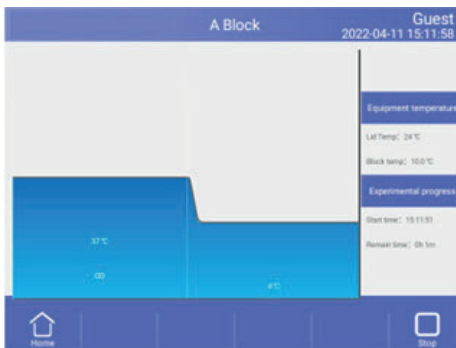 A Block
Guest
2022-04-11 15:11:58
Equipment temperature
Lid Temp: 24℃
Block temp: 10.0℃
Experimental progress
Start time: 15:11:51
Remain time: 0h 1m
37℃
:00
4℃
Home
Stop